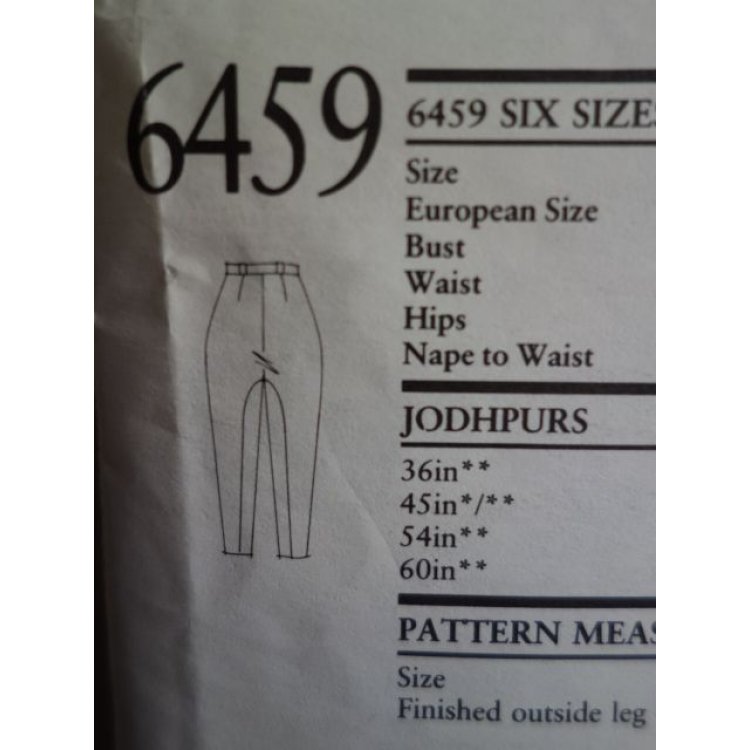 6459
6459 SIX SIZES
Size
European Size
Bust
Waist
Hips
Nape to Waist
JODHPURS
36in**
45in*/**
54in**
60in**
PATTERN MEAS
Size
Finished outside leg